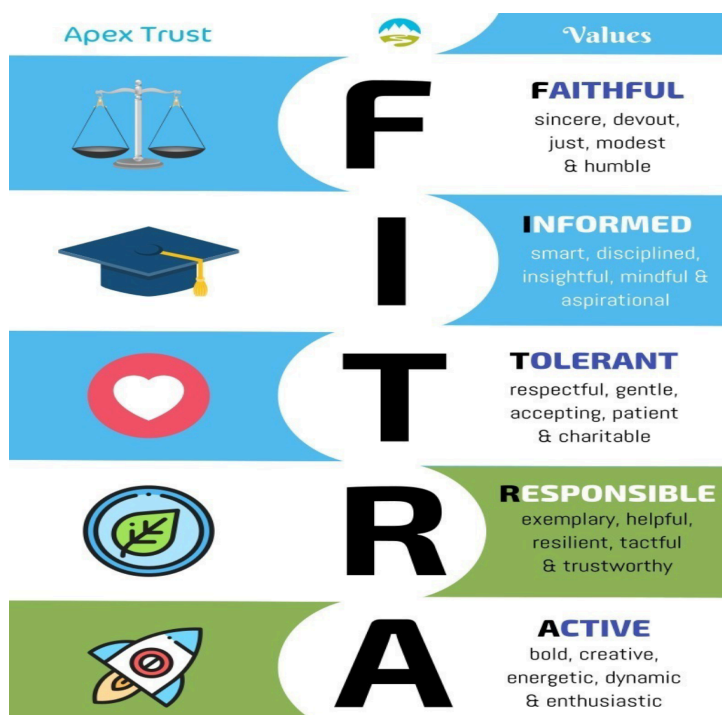 Apex Trust
Values
F
FAITHFUL
sincere, devout,
just, modest
& humble
I
INFORMED
smart, disciplined,
insightful, mindful &
aspirational
T
TOLERANT
respectful, gentle,
accepting, patient
& charitable
R
RESPONSIBLE
exemplary, helpful,
resilient, tactful
& trustworthy
A
ACTIVE
bold, creative,
energetic, dynamic
& enthusiastic